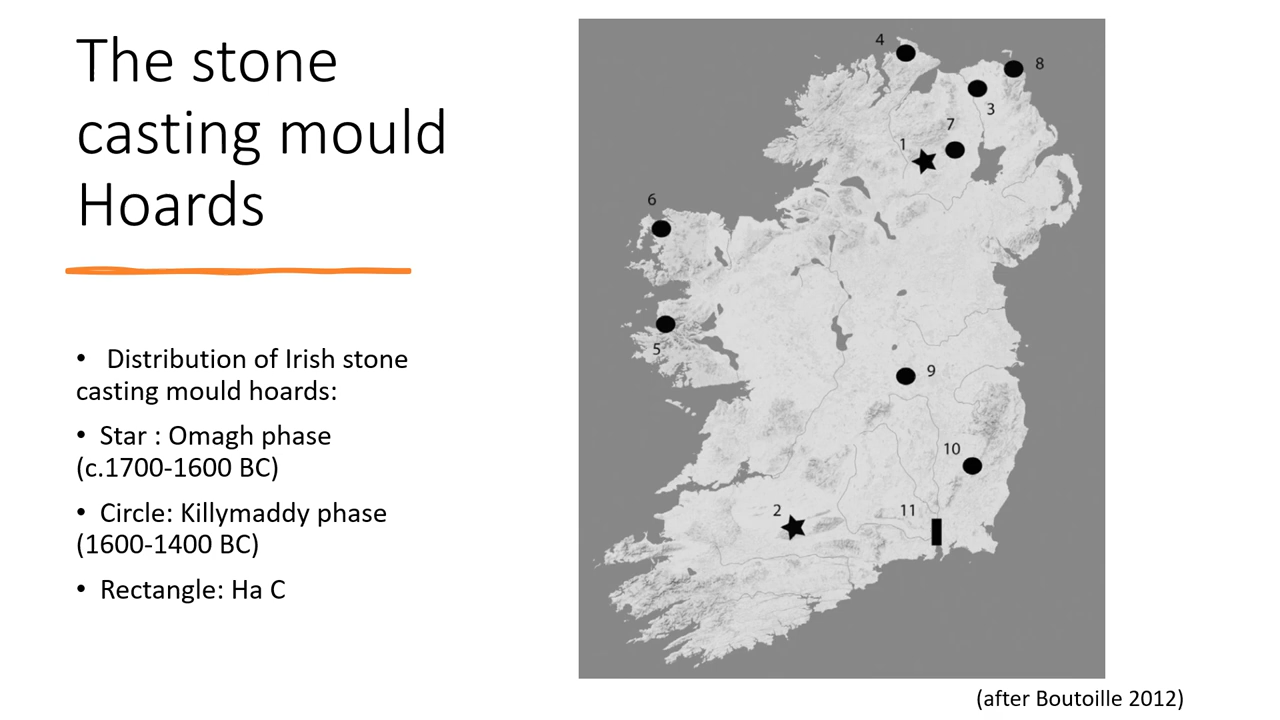 The stone
casting mould
Hoards
• Distribution of Irish stone
casting mould hoards:
• Star : Omagh phase
(c.1700-1600 BC)
• Circle: Killymaddy phase
(1600-1400 BC)
• Rectangle: Ha C
4
8
3
7
1
6
5
9
10
2
11
(after Boutoille 2012)